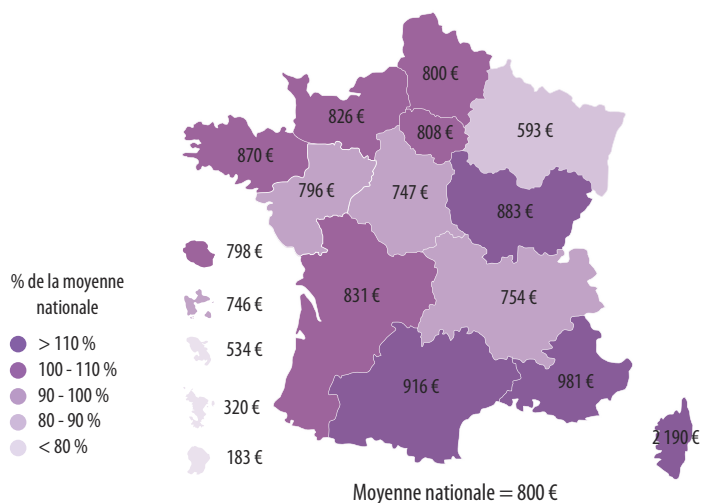 800 €
826 €
808 €
593 €
870 €
796 €
747 €
883 €
798 €
746 €
831 €
754 €
534 €
320 €
183 €
916 €
981 €
2 190 €
% de la moyenne
nationale
> 110 %
100 - 110 %
90 - 100 %
80 - 90 %
< 80 %
Moyenne nationale = 800 €